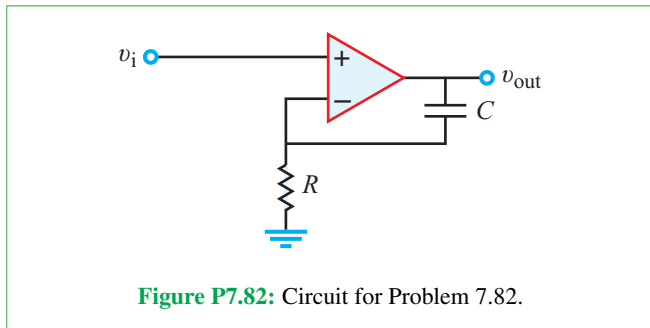 υi
+
υout
−
C
R
Figure P7.82: Circuit for Problem 7.82.